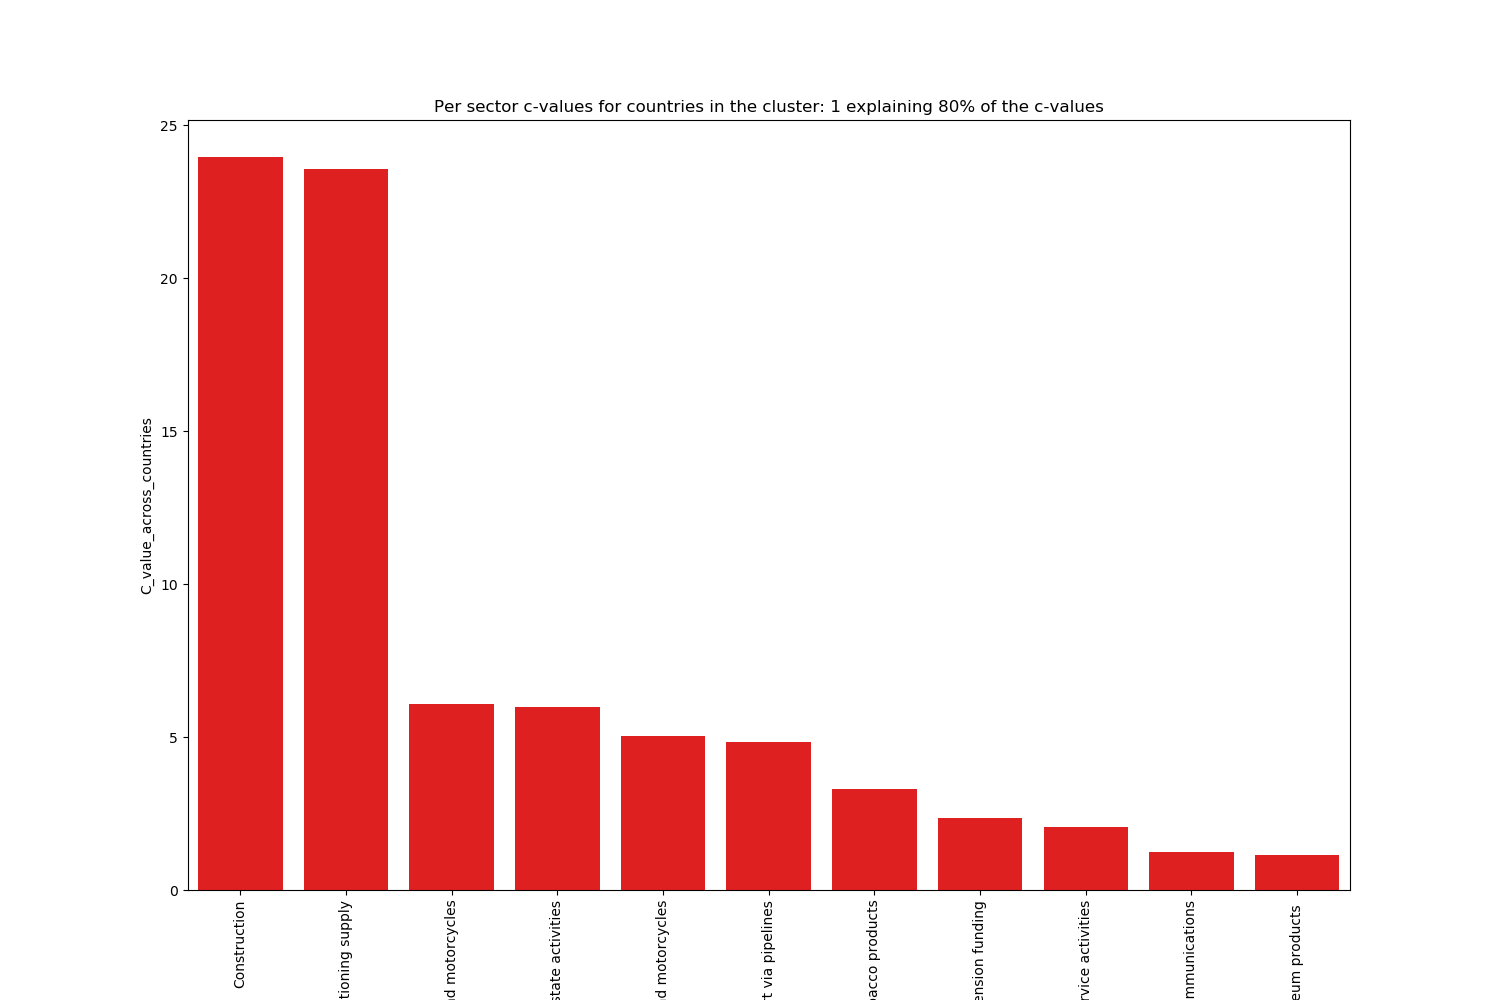 Per sector c-values for countries in the cluster: 1 explaining 80% of the c-values
25
20
15
10
5
0
C_value_across_countries
Construction
tioning supply
d motorcycles
state activities
d motorcycles
t via pipelines
acco products
ension funding
rvice activities
mmunications
eum products